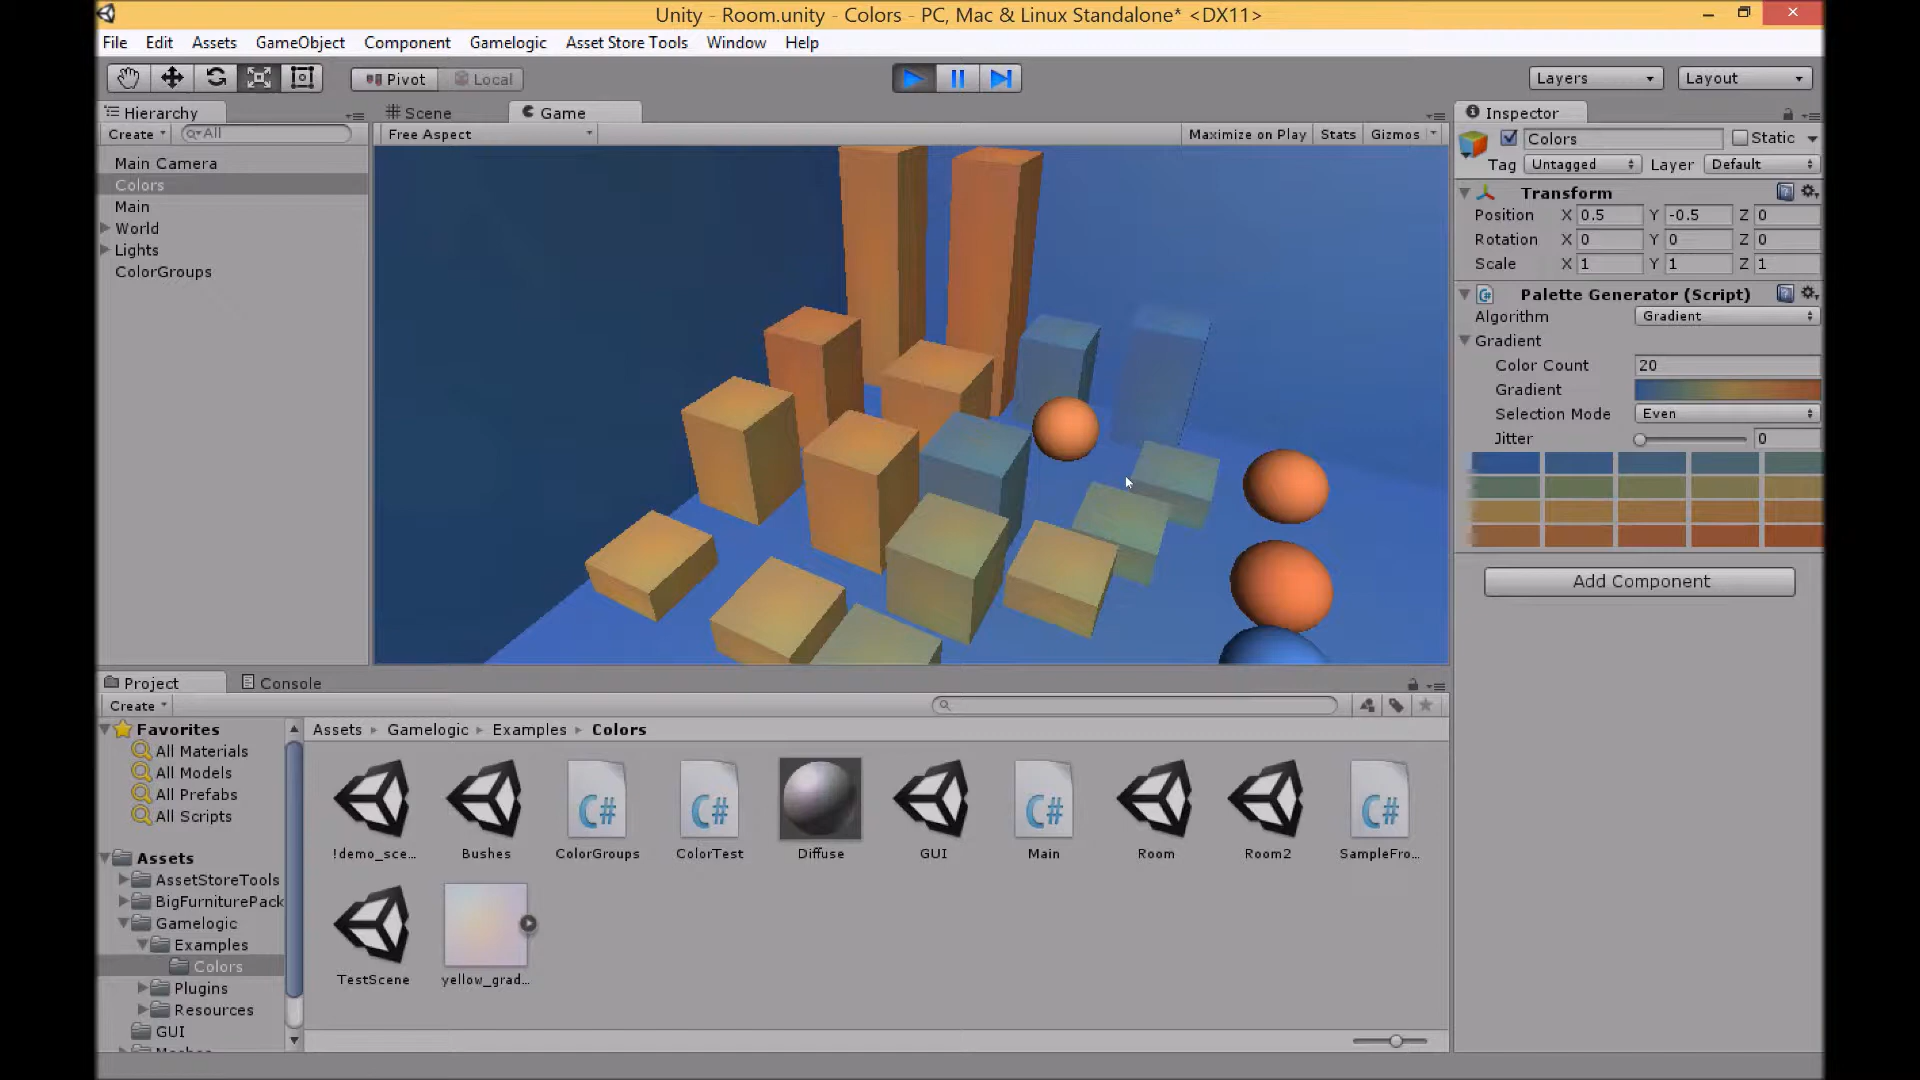 Unity - Room.unity - Colors - PC, Mac & Linux Standalone* <DX11>
File Edit Assets GameObject Component Gamelogic Asset Store Tools Window Help
Pivot Local Layers Layout
Hierarchy
Create All
Main Camera
Colors
Main
World
Lights
ColorGroups
Scene Game
Free Aspect Maximize on Play Stats Gizmos
Inspector
Colors Static
Tag Untagged Layer Default
Transform
Position X 0.5 Y -0.5 Z 0
Rotation X 0 Y 0 Z 0
Scale X 1 Y 1 Z 1
Palette Generator (Script)
Algorithm Gradient
Gradient
Color Count 20
Gradient
Selection Mode Even
Jitter 0
Add Component
Project Console
Create
Favorites
All Materials
All Models
All Prefabs
All Scripts
Assets
AssetStoreTools
BigFurniturePack
Gamelogic
Examples
Colors
Plugins
Resources
GUI
Assets Gamelogic Examples Colors
!demo_sce... Bushes ColorGroups ColorTest Diffuse GUI Main Room Room2 SampleFro...
TestScene yellow_grad...